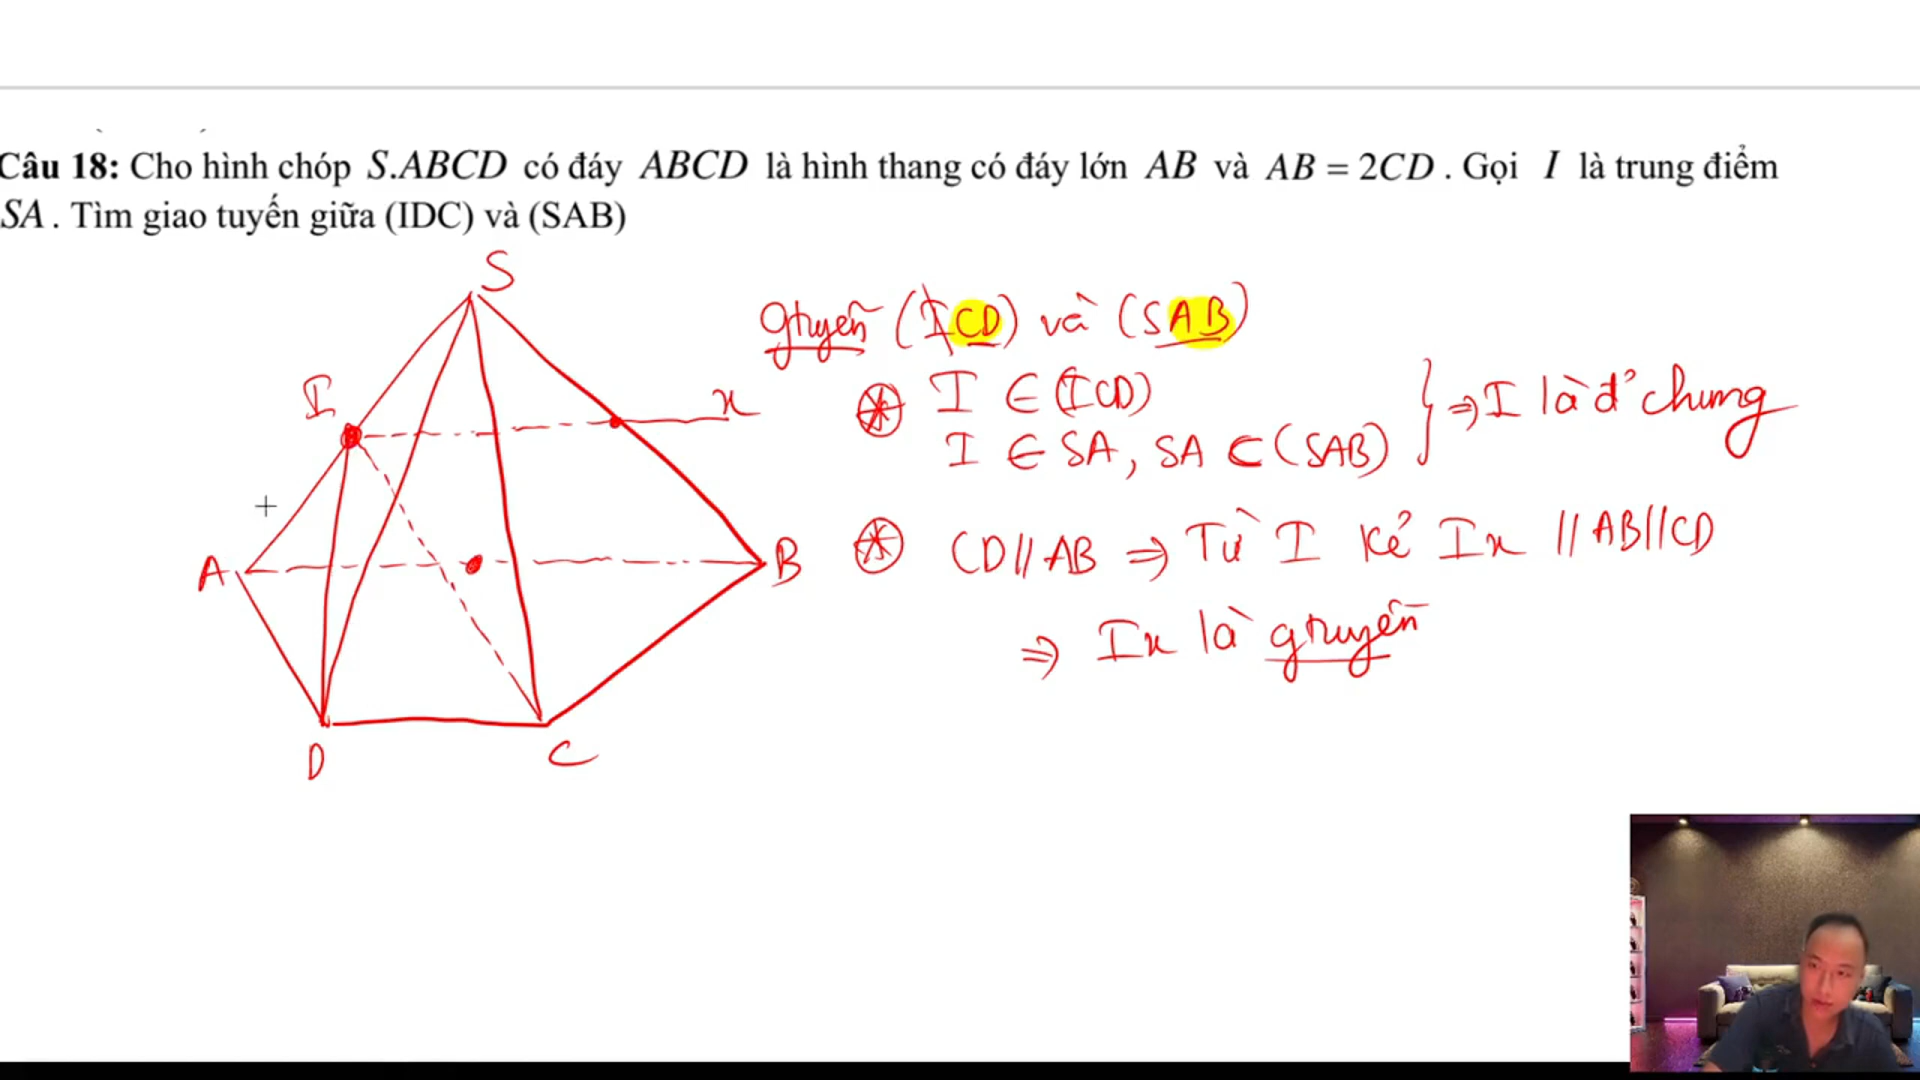 Câu 18: Cho hình chóp S.ABCD có đáy ABCD là hình thang có đáy lớn AB và AB = 2CD. Gọi I là trung điểm
SA. Tìm giao tuyến giữa (IDC) và (SAB)
S
gtuyến (ICD) và (SAB)
I
x
I ∈ (ICD)
I ∈ SA, SA ⊂ (SAB)
} ⇒ I là đ' chung
A
B
CD // AB ⇒ Từ I kẻ Ix // AB // CD
⇒ Ix là gtuyến
D
C